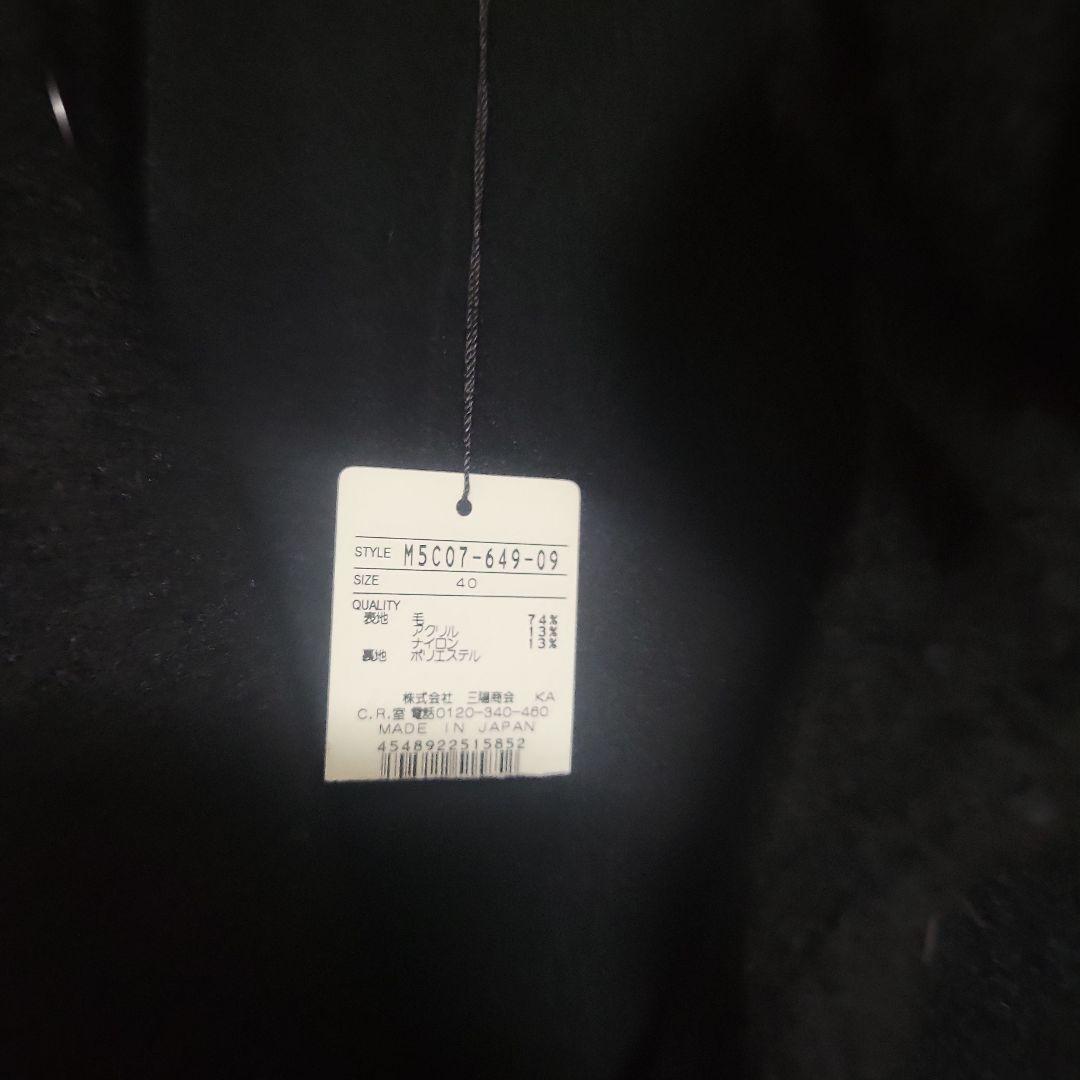 STYLE M5C07-649-09
SIZE 40
QUALITY
表地 毛 74%
アクリル 13%
ナイロン 13%
裏地 ポリエステル
株式会社 三陽商会 KA
C.R.室 電話0120-340-460
MADE IN JAPAN
4548922515852